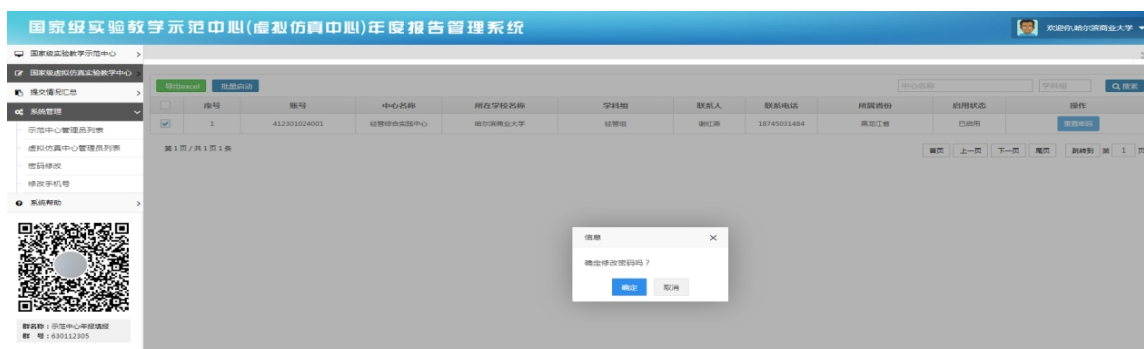 国家级实验教学示范中心(虚拟仿真中心)年度报告管理系统
欢迎你,哈尔滨商业大学
国家级实验教学示范中心
国家级虚拟仿真实验教学中心
提交情况汇总
系统管理
示范中心管理员列表
虚拟仿真中心管理员列表
密码修改
修改手机号
系统帮助
群名称：示范中心年报填报
群 号：630112305
导出excel 批量启动 中心名称 学科组 搜索
序号 账号 中心名称 所在学校名称 学科组 联系人 联系电话 所属省份 启用状态 操作
1 412301024001 经管综合实践中心 哈尔滨商业大学 经管组 18745031484 黑龙江省 已启用 重置密码
第1页/共1页1条
首页 上一页 下一页 尾页 跳转到 第 1 页
信息
确定修改密码吗？
确定 取消